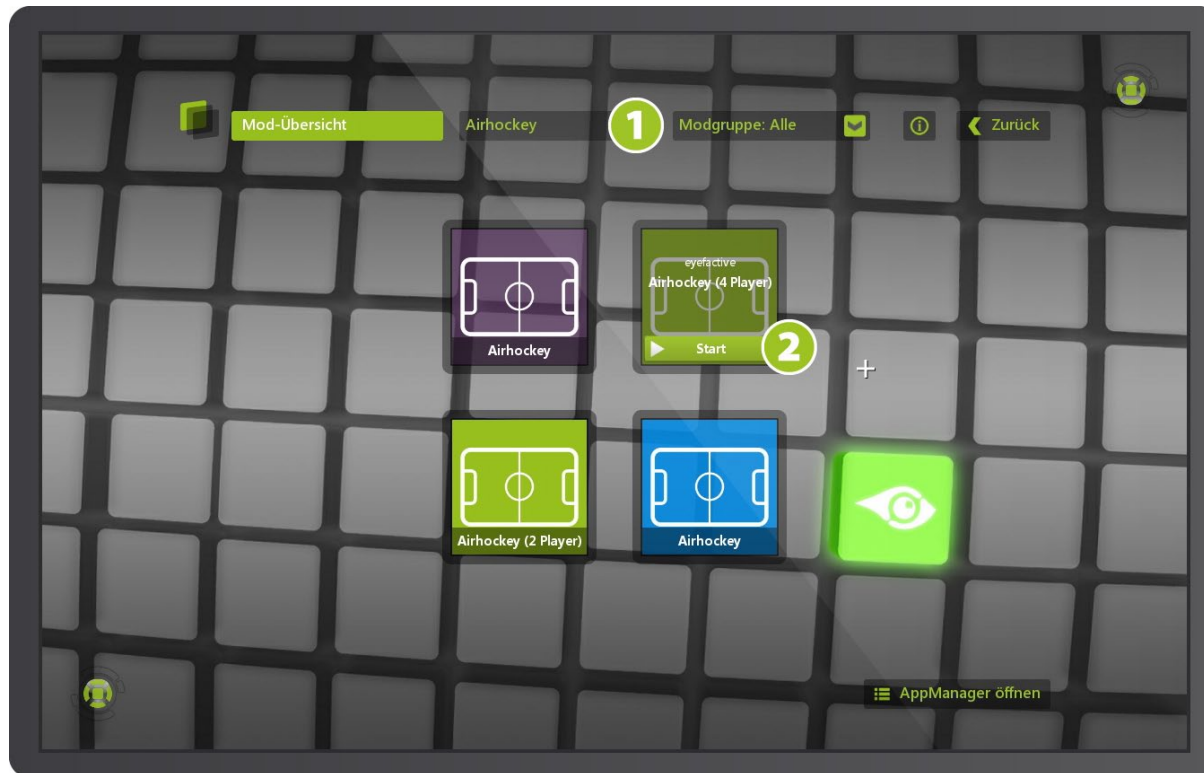 Mod-Übersicht
Airhockey
1
Modgruppe: Alle
Zurück
Airhockey
eyefactive
Airhockey (4 Player)
Start
2
Airhockey (2 Player)
Airhockey
AppManager öffnen